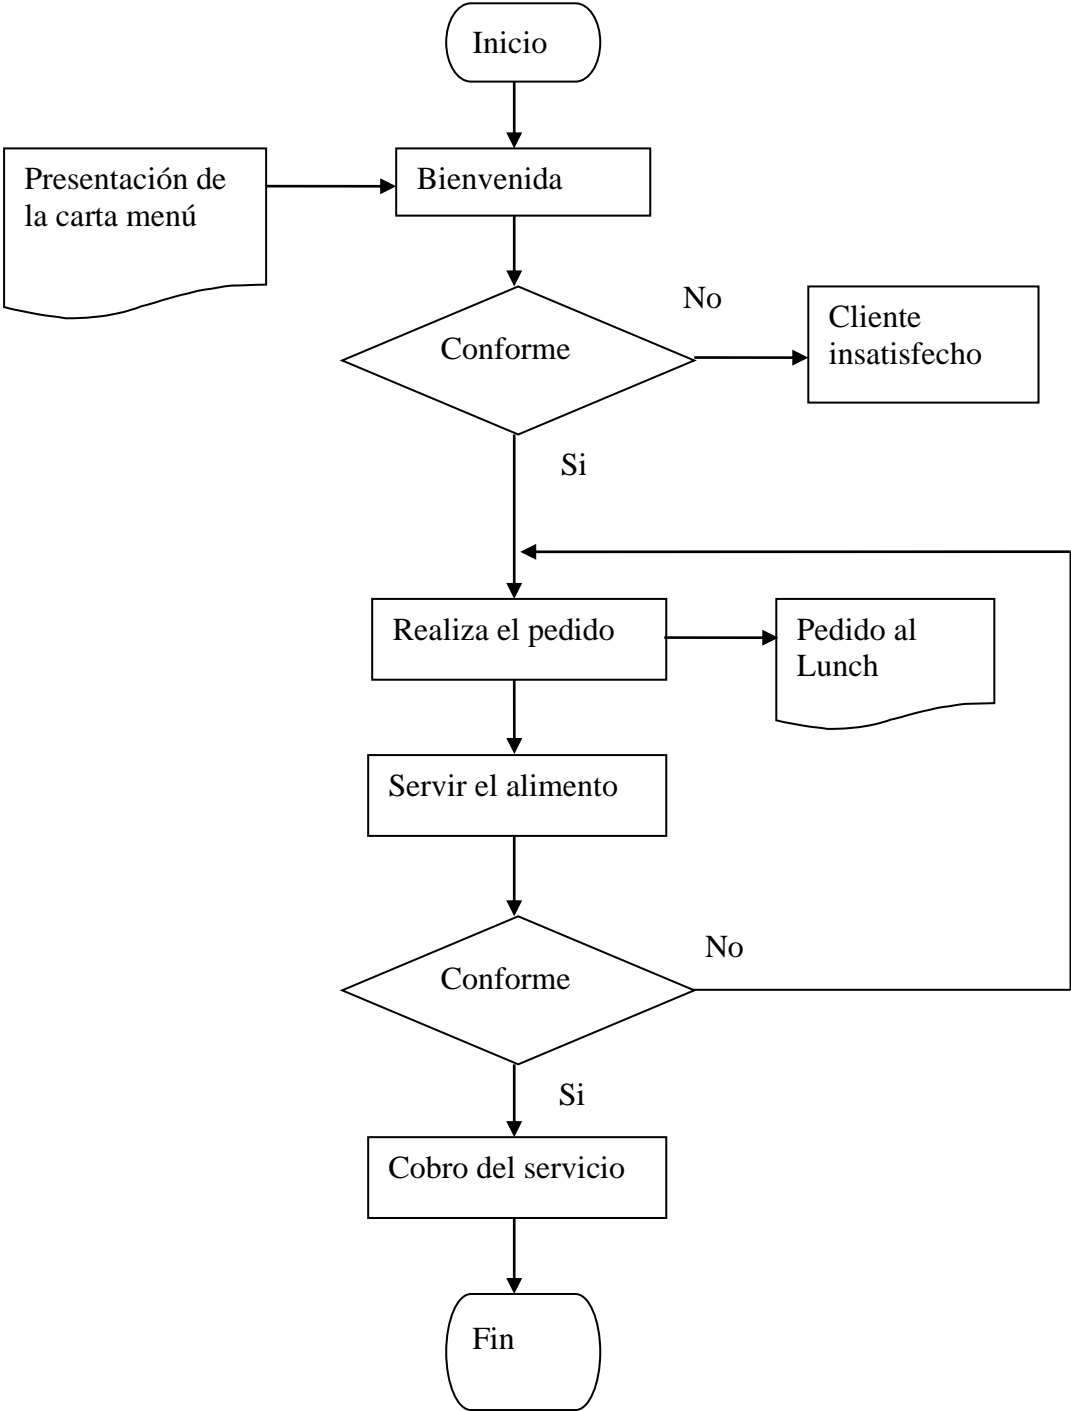 Inicio
Presentación de
la carta menú
Bienvenida
Conforme
No
Cliente
insatisfecho
Si
Realiza el pedido
Pedido al
Lunch
Servir el alimento
Conforme
No
Si
Cobro del servicio
Fin